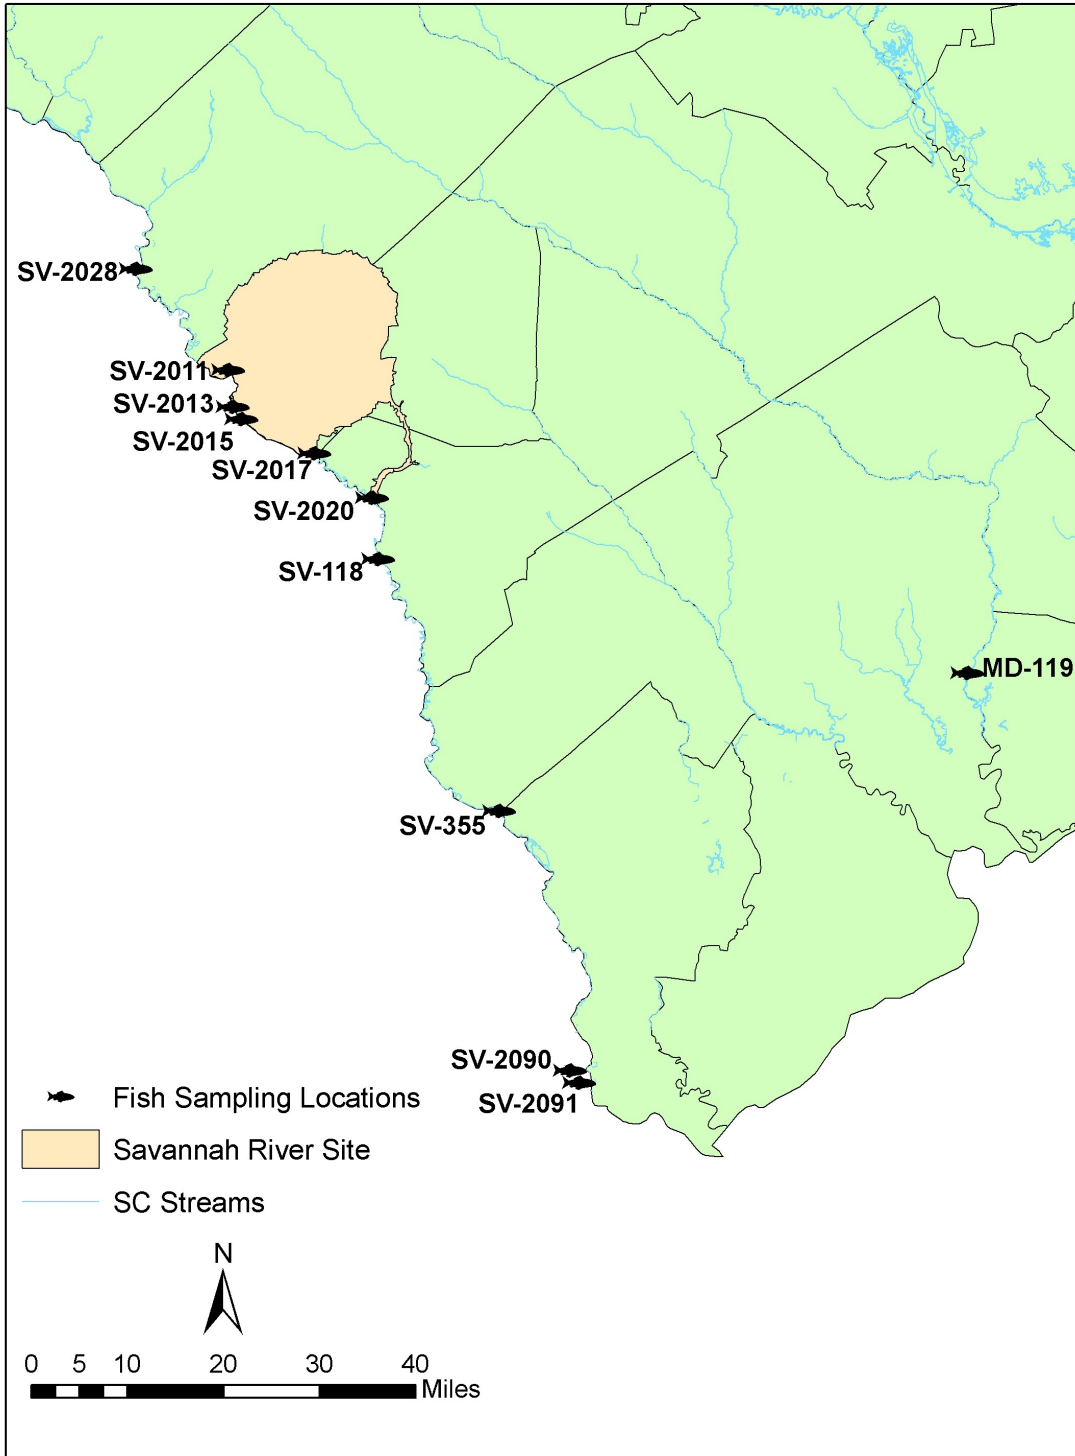 SV-2028
SV-2011
SV-2013
SV-2015
SV-2017
SV-2020
SV-118
MD-119
SV-355
SV-2090
SV-2091
Fish Sampling Locations
Savannah River Site
SC Streams
N
0 5 10 20 30 40
Miles